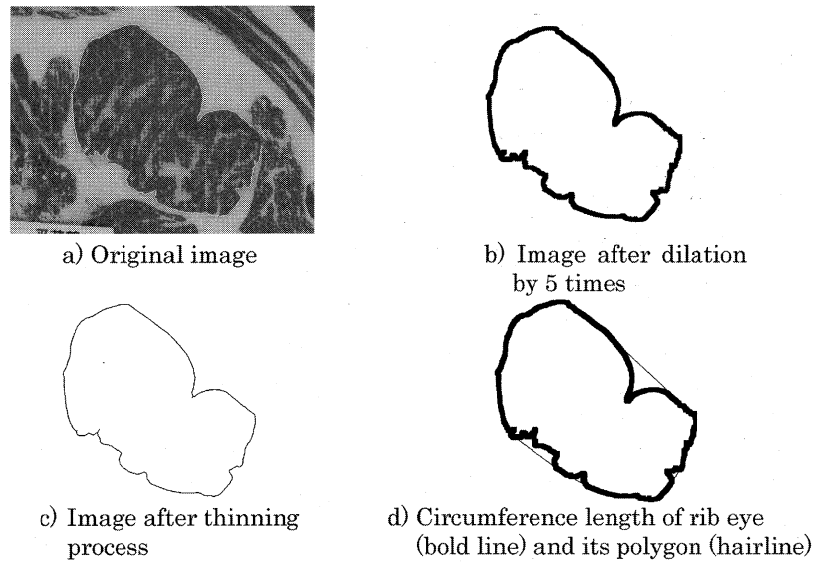 a) Original image
b) Image after dilation
by 5 times
c) Image after thinning
process
d) Circumference length of rib eye
(bold line) and its polygon (hairline)